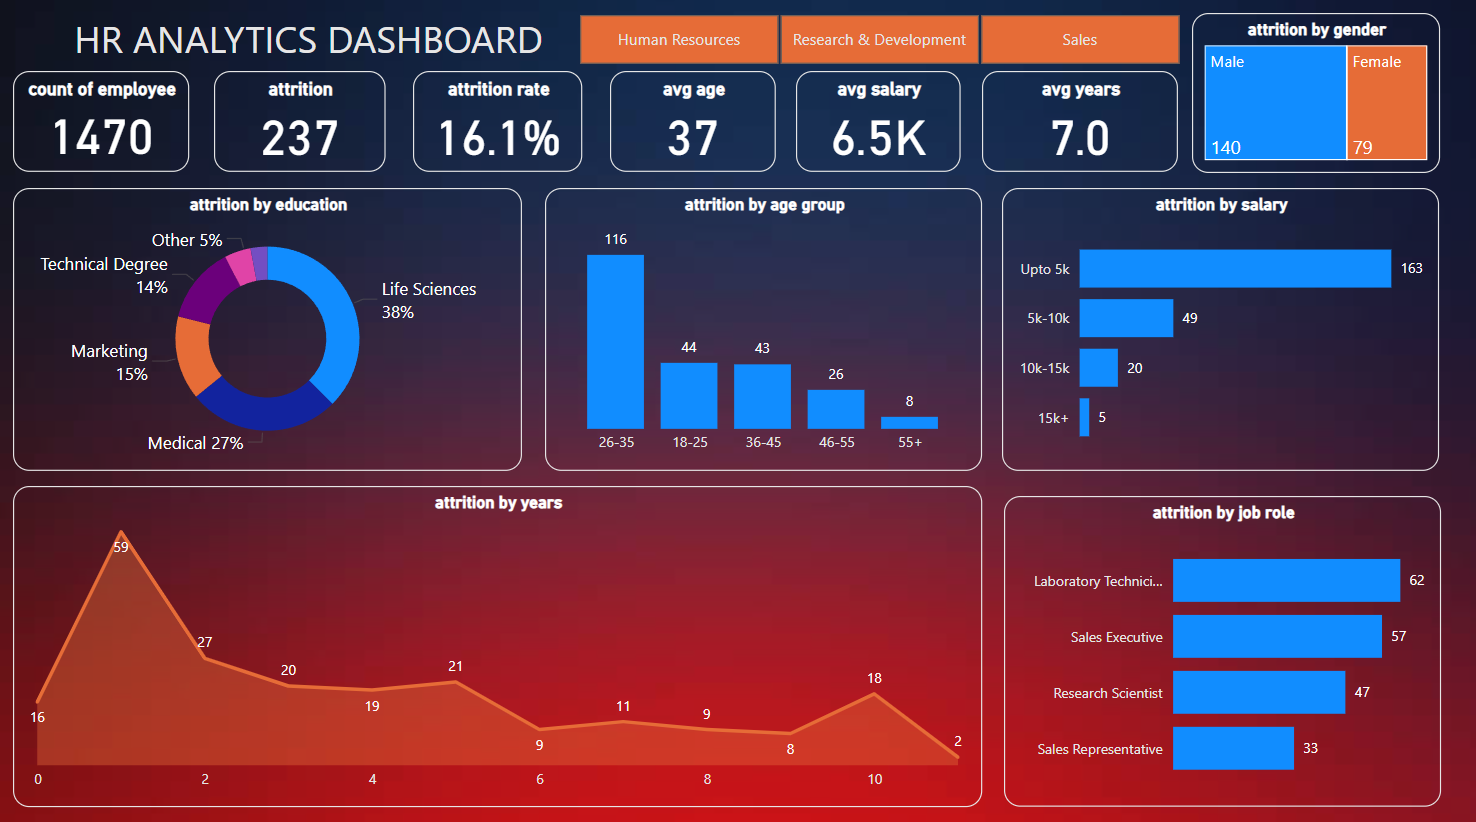 HR ANALYTICS DASHBOARD
Human Resources
Research & Development
Sales
attrition by gender
Male
Female
140
79
count of employee
1470
attrition
237
attrition rate
16.1%
avg age
37
avg salary
6.5K
avg years
7.0
attrition by education
Other 5%
Technical Degree
14%
Life Sciences
38%
Marketing
15%
Medical 27%
attrition by age group
116
44
43
26
8
26-35
18-25
36-45
46-55
55+
attrition by salary
Upto 5k
163
5k-10k
49
10k-15k
20
15k+
5
attrition by years
16
59
27
20
19
21
9
11
9
8
18
2
0
2
4
6
8
10
attrition by job role
Laboratory Technici...
62
Sales Executive
57
Research Scientist
47
Sales Representative
33